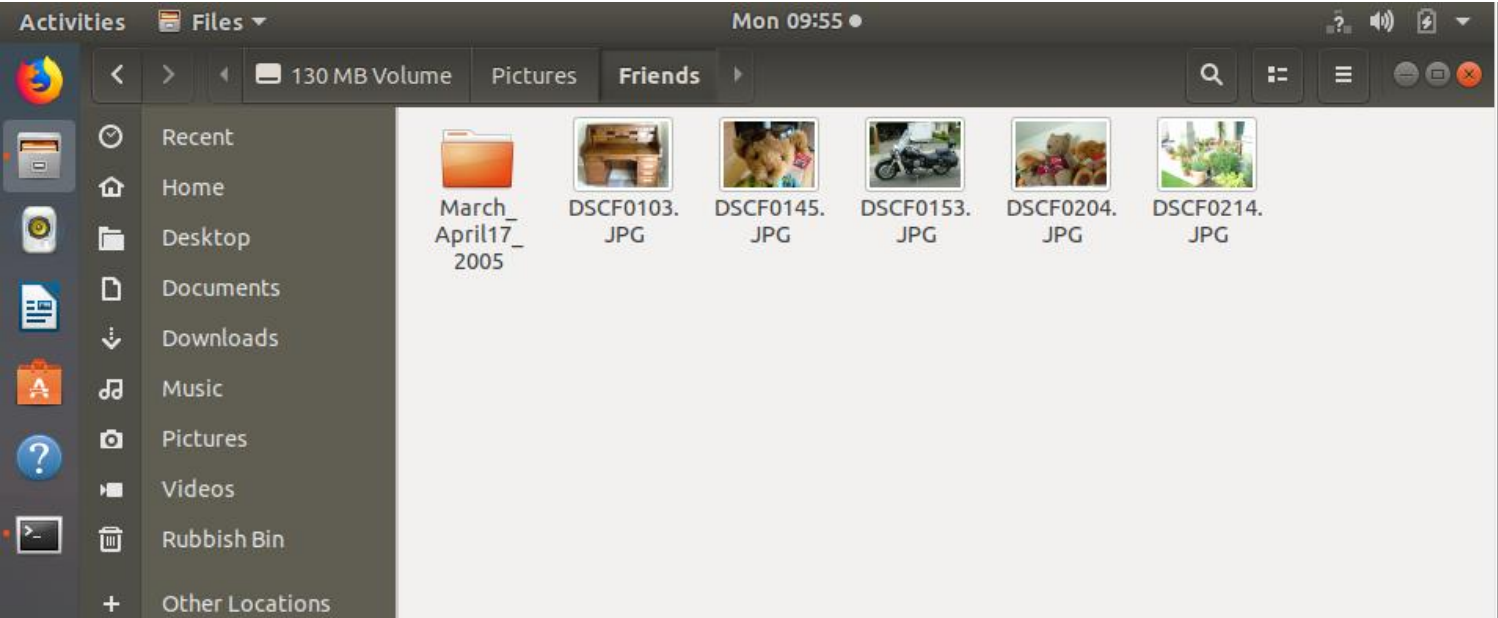 Activities Files Mon 09:55
130 MB Volume Pictures Friends
Recent
Home
Desktop
Documents
Downloads
Music
Pictures
Videos
Rubbish Bin
Other Locations
March_
April17_
2005
DSCF0103.
JPG
DSCF0145.
JPG
DSCF0153.
JPG
DSCF0204.
JPG
DSCF0214.
JPG